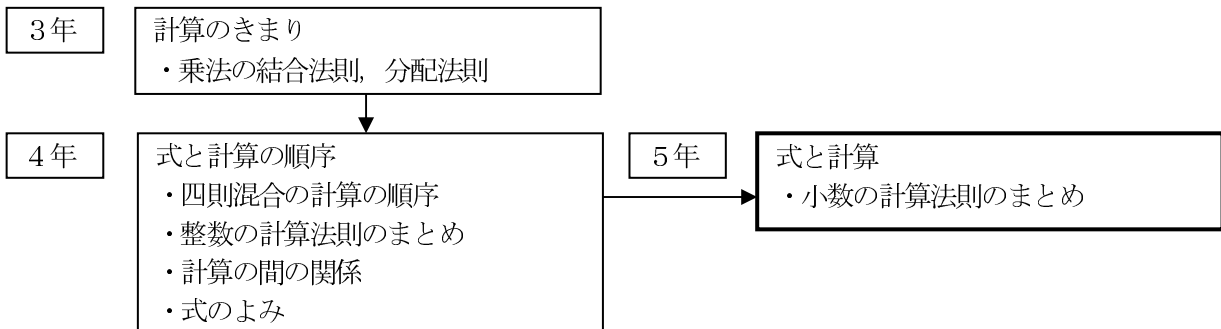 ３年
計算のきまり
・乗法の結合法則，分配法則
４年
式と計算の順序
・四則混合の計算の順序
・整数の計算法則のまとめ
・計算の間の関係
・式のよみ
５年
式と計算
・小数の計算法則のまとめ